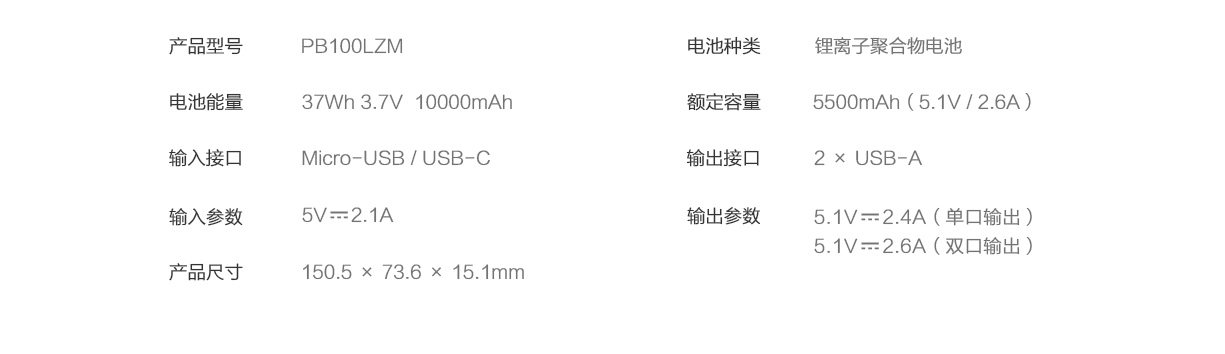 产品型号 PB100LZM 电池种类 锂离子聚合物电池
电池能量 37Wh 3.7V 10000mAh 额定容量 5500mAh（5.1V / 2.6A）
输入接口 Micro-USB / USB-C 输出接口 2 × USB-A
输入参数 5V⎓2.1A 输出参数 5.1V⎓2.4A（单口输出）
5.1V⎓2.6A（双口输出）
产品尺寸 150.5 × 73.6 × 15.1mm